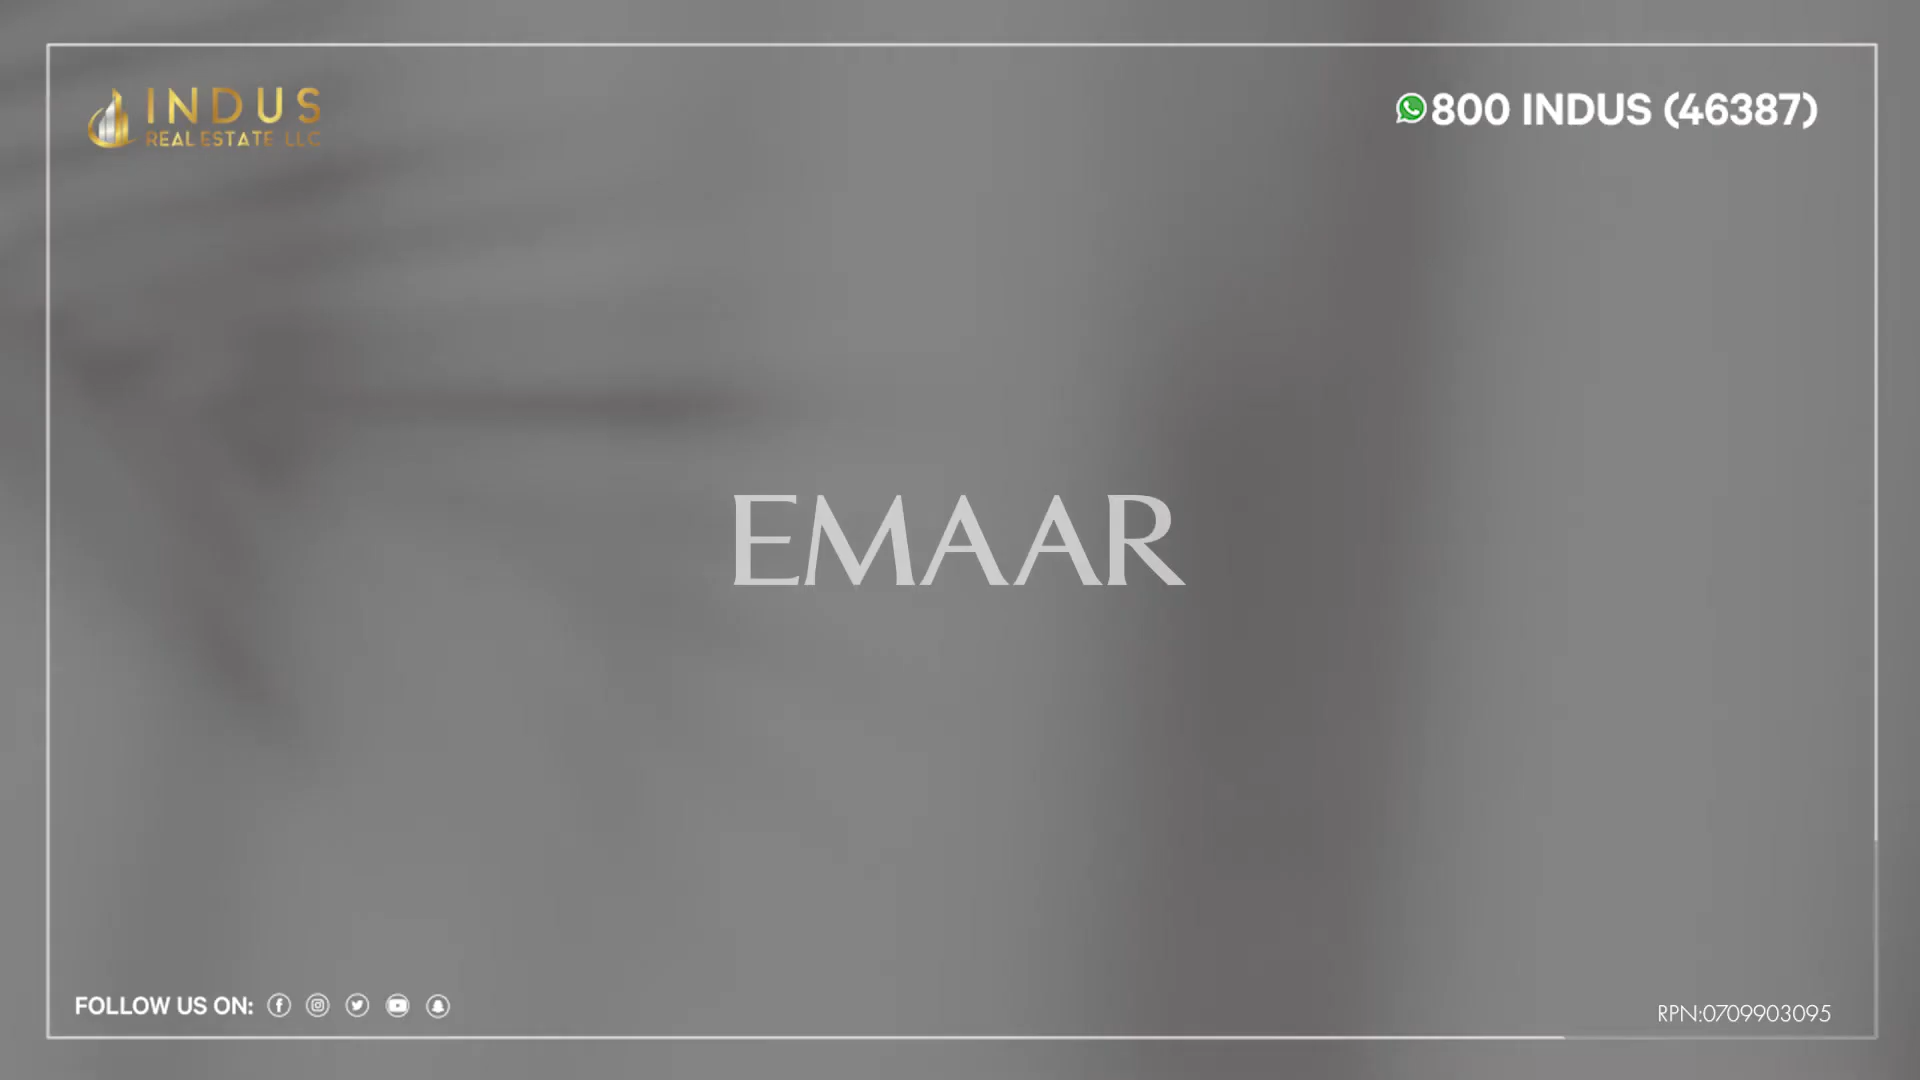 INDUS
REAL ESTATE LLC
800 INDUS (46387)
EMAAR
FOLLOW US ON:
RPN:0709903095